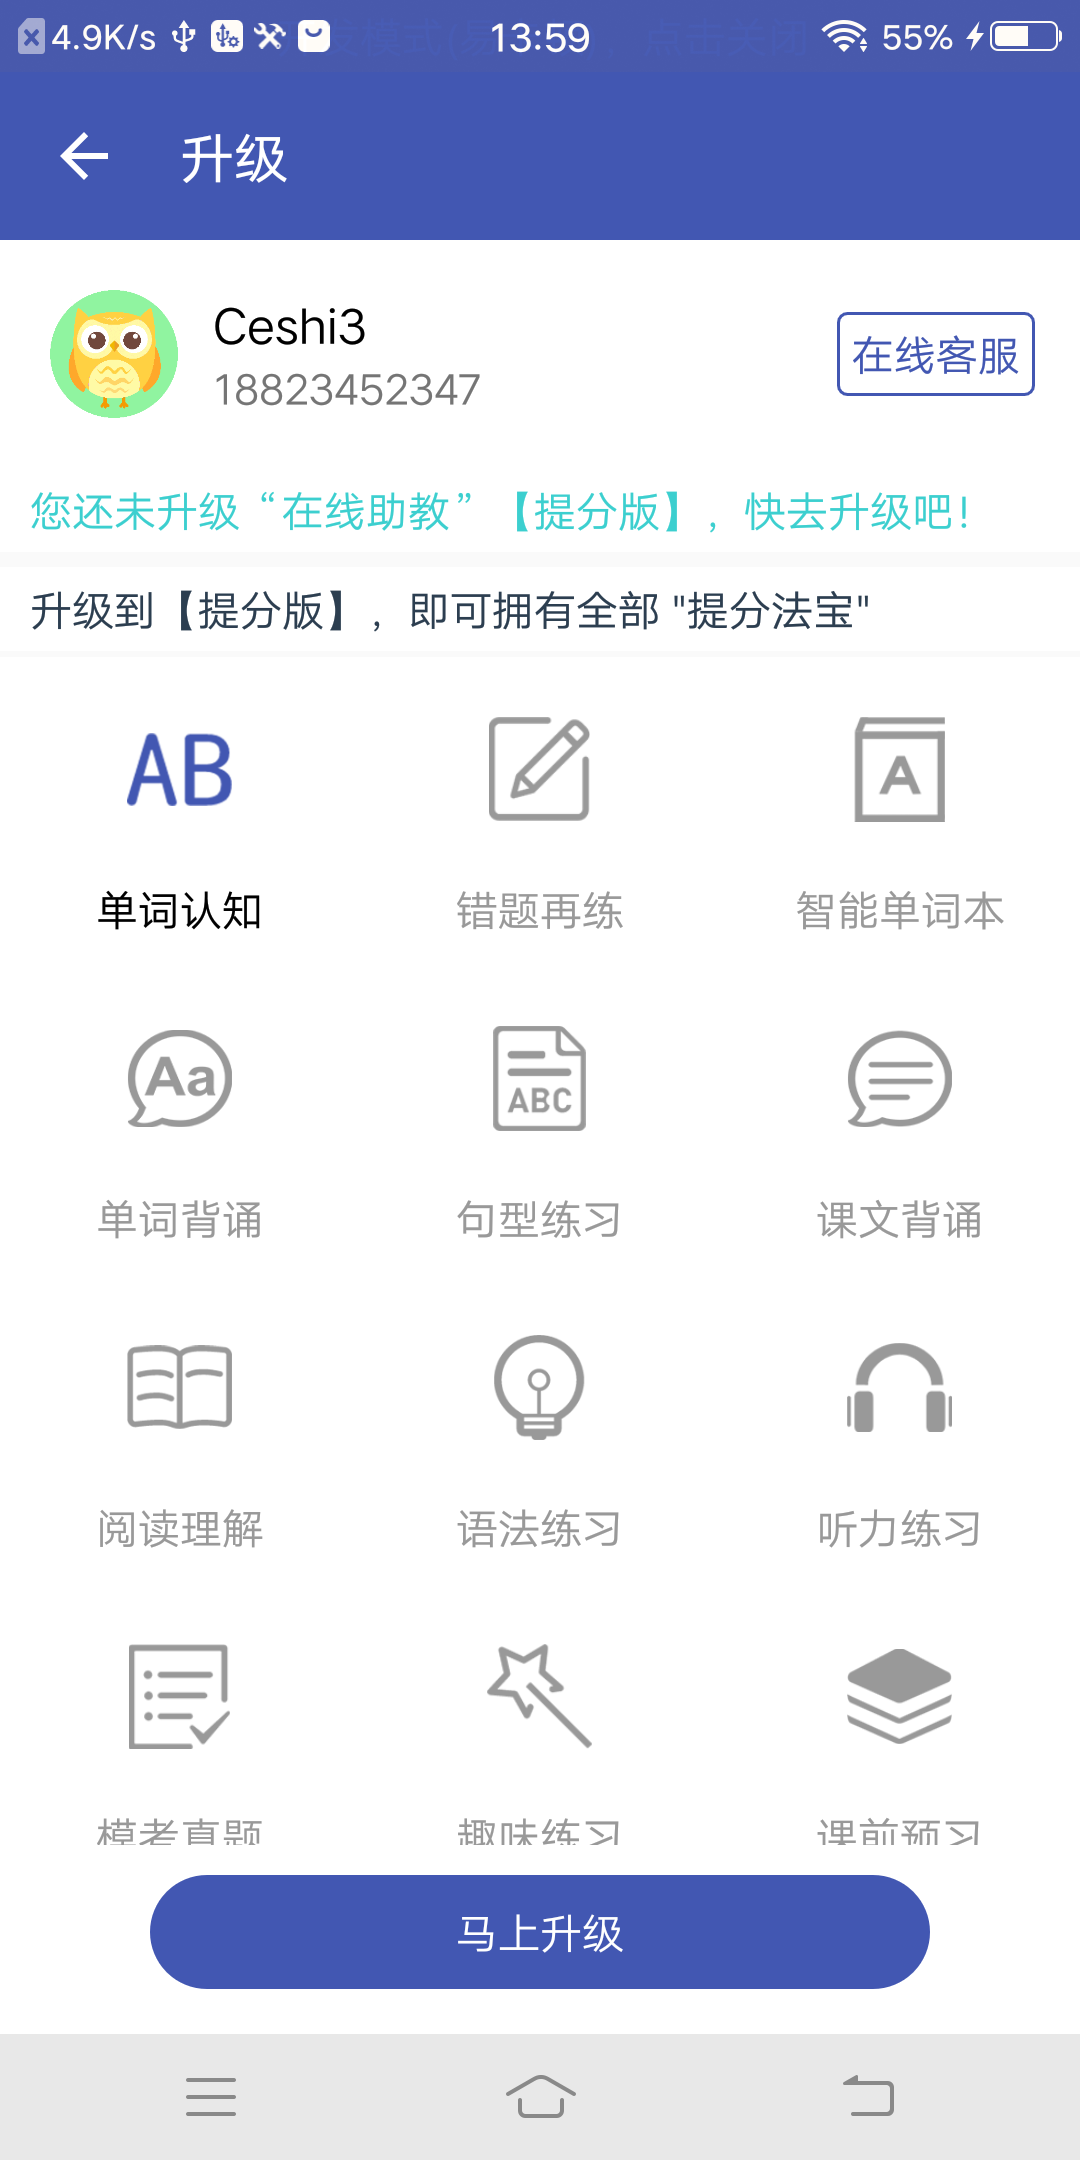 4.9K/s 13:59 55%
升级
Ceshi3
18823452347
在线客服
您还未升级“在线助教”【提分版】，快去升级吧！
升级到【提分版】，即可拥有全部 "提分法宝"
AB
A
单词认知 错题再练 智能单词本
Aa
ABC
单词背诵 句型练习 课文背诵
阅读理解 语法练习 听力练习
模考真题 趣味练习 课前预习
马上升级